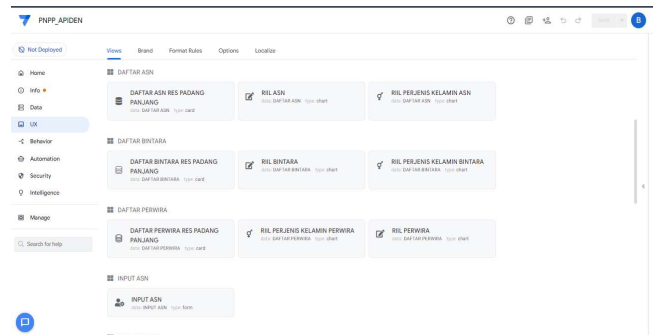 PNPP_APIDEN
B
Not Deployed
Views Brand Format Rules Options Localize
Home
Info
Data
UX
Behavior
Automation
Security
Intelligence
Manage
Search for help
DAFTAR ASN
DAFTAR ASN RES PADANG
PANJANG
data: DAFTAR ASN type: card
RIIL ASN
data: DAFTAR ASN type: chart
RIIL PERJENIS KELAMIN ASN
data: DAFTAR ASN type: chart
DAFTAR BINTARA
DAFTAR BINTARA RES PADANG
PANJANG
data: DAFTAR BINTARA type: card
RIIL BINTARA
data: DAFTAR BINTARA type: chart
RIIL PERJENIS KELAMIN BINTARA
data: DAFTAR BINTARA type: chart
DAFTAR PERWIRA
DAFTAR PERWIRA RES PADANG
PANJANG
data: DAFTAR PERWIRA type: card
RIIL PERJENIS KELAMIN PERWIRA
data: DAFTAR PERWIRA type: chart
RIIL PERWIRA
data: DAFTAR PERWIRA type: chart
INPUT ASN
INPUT ASN
data: INPUT ASN type: form